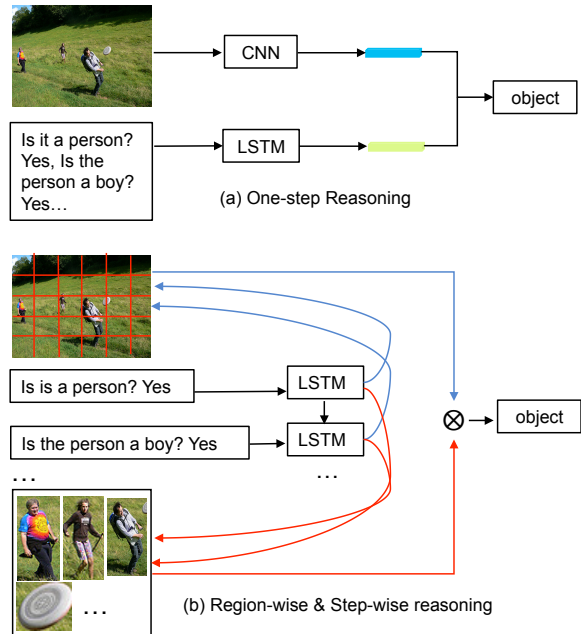 CNN
object
Is it a person?
Yes, Is the
person a boy?
Yes…
LSTM
(a) One-step Reasoning
Is is a person? Yes
LSTM
object
Is the person a boy? Yes
LSTM
...
...
...
(b) Region-wise & Step-wise reasoning